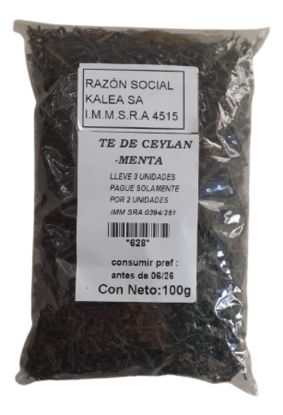 RAZÓN SOCIAL
KALEA SA
I.M.M.S.R.A 4515
TE DE CEYLAN
-MENTA
LLEVE 3 UNIDADES
PAGUE SOLAMENTE
POR 2 UNIDADES
IMM SRA 0394/251
*628*
consumir pref :
antes de 06/26
Con Neto:100g